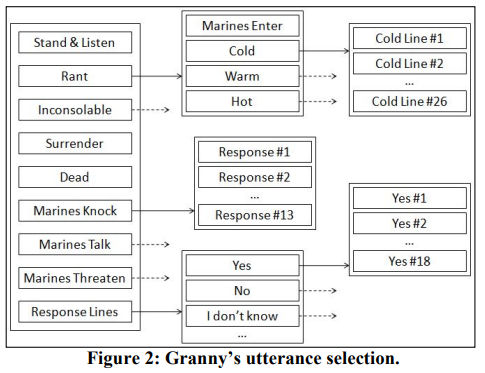 Stand & Listen
Rant
Inconsolable
Surrender
Dead
Marines Knock
Marines Talk
Marines Threaten
Response Lines
Marines Enter
Cold
Warm
Hot
Cold Line #1
Cold Line #2
...
Cold Line #26
Response #1
Response #2
...
Response #13
Yes
No
I don't know
...
Yes #1
Yes #2
...
Yes #18
Figure 2: Granny's utterance selection.